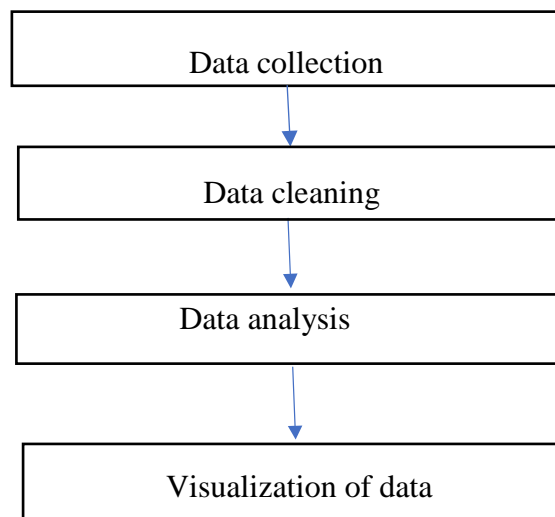 Data collection
Data cleaning
Data analysis
Visualization of data